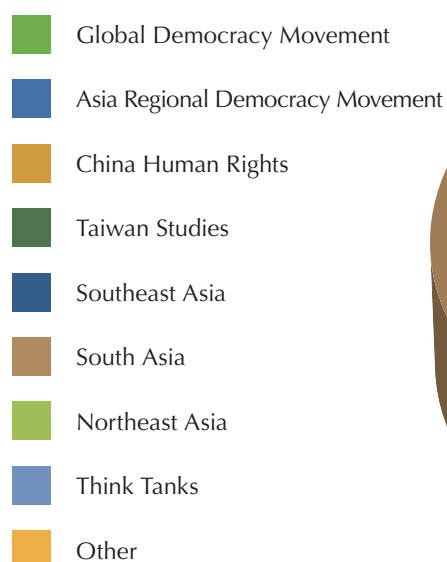 Global Democracy Movement
Asia Regional Democracy Movement
China Human Rights
Taiwan Studies
Southeast Asia
South Asia
Northeast Asia
Think Tanks
Other